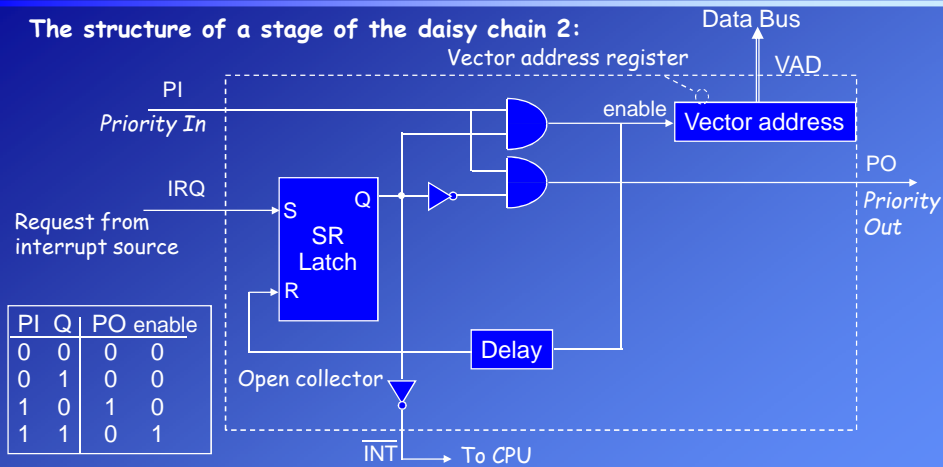 The structure of a stage of the daisy chain 2:
Data Bus
Vector address register
VAD
PI
Priority In
enable
Vector address
PO
Priority
Out
IRQ
Request from
interrupt source
S
Q
SR
Latch
R
Delay
Open collector
INT
To CPU
PI Q PO enable
0 0 0 0
0 1 0 0
1 0 1 0
1 1 0 1